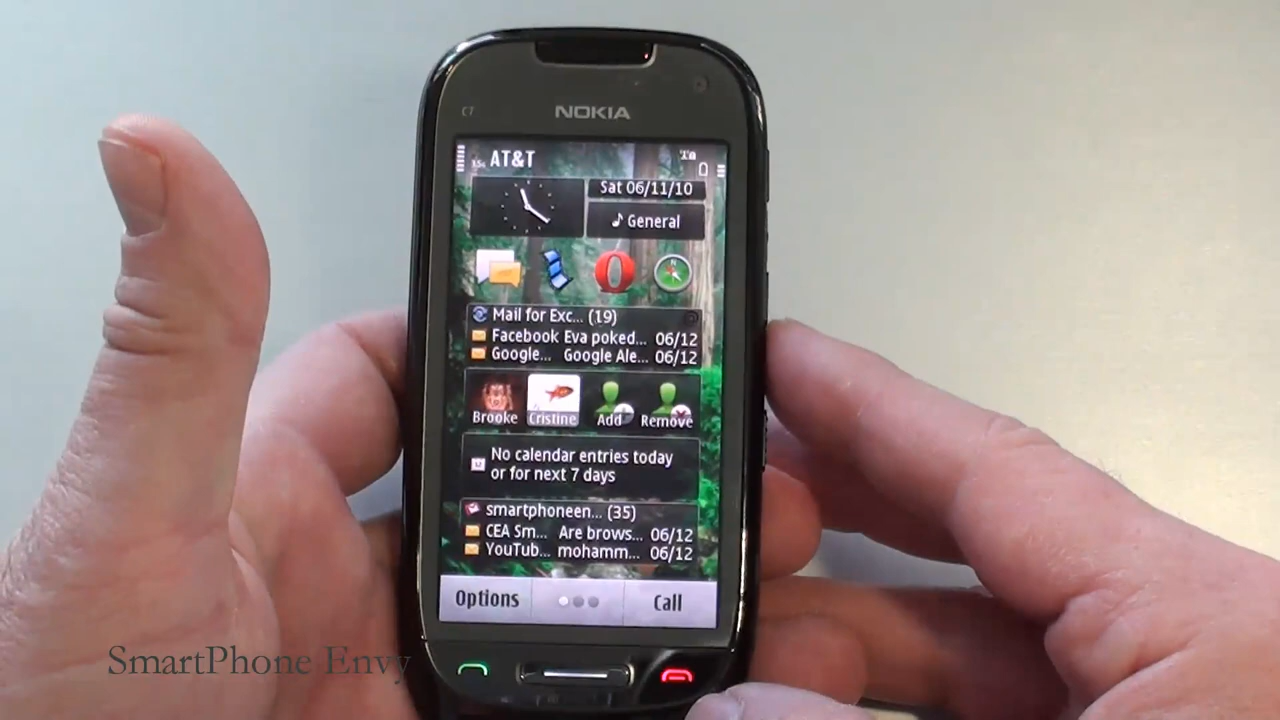 C7
NOKIA
3.5G AT&T
Sat 06/11/10
General
N
Mail for Exc... (19)
Facebook Eva poked... 06/12
Google... Google Ale... 06/12
Brooke Cristine Add Remove
No calendar entries today
or for next 7 days
smartphoneen... (35)
CEA Sm... Are brows... 06/12
YouTub... mohamm... 06/12
Options Call
SmartPhone Envy